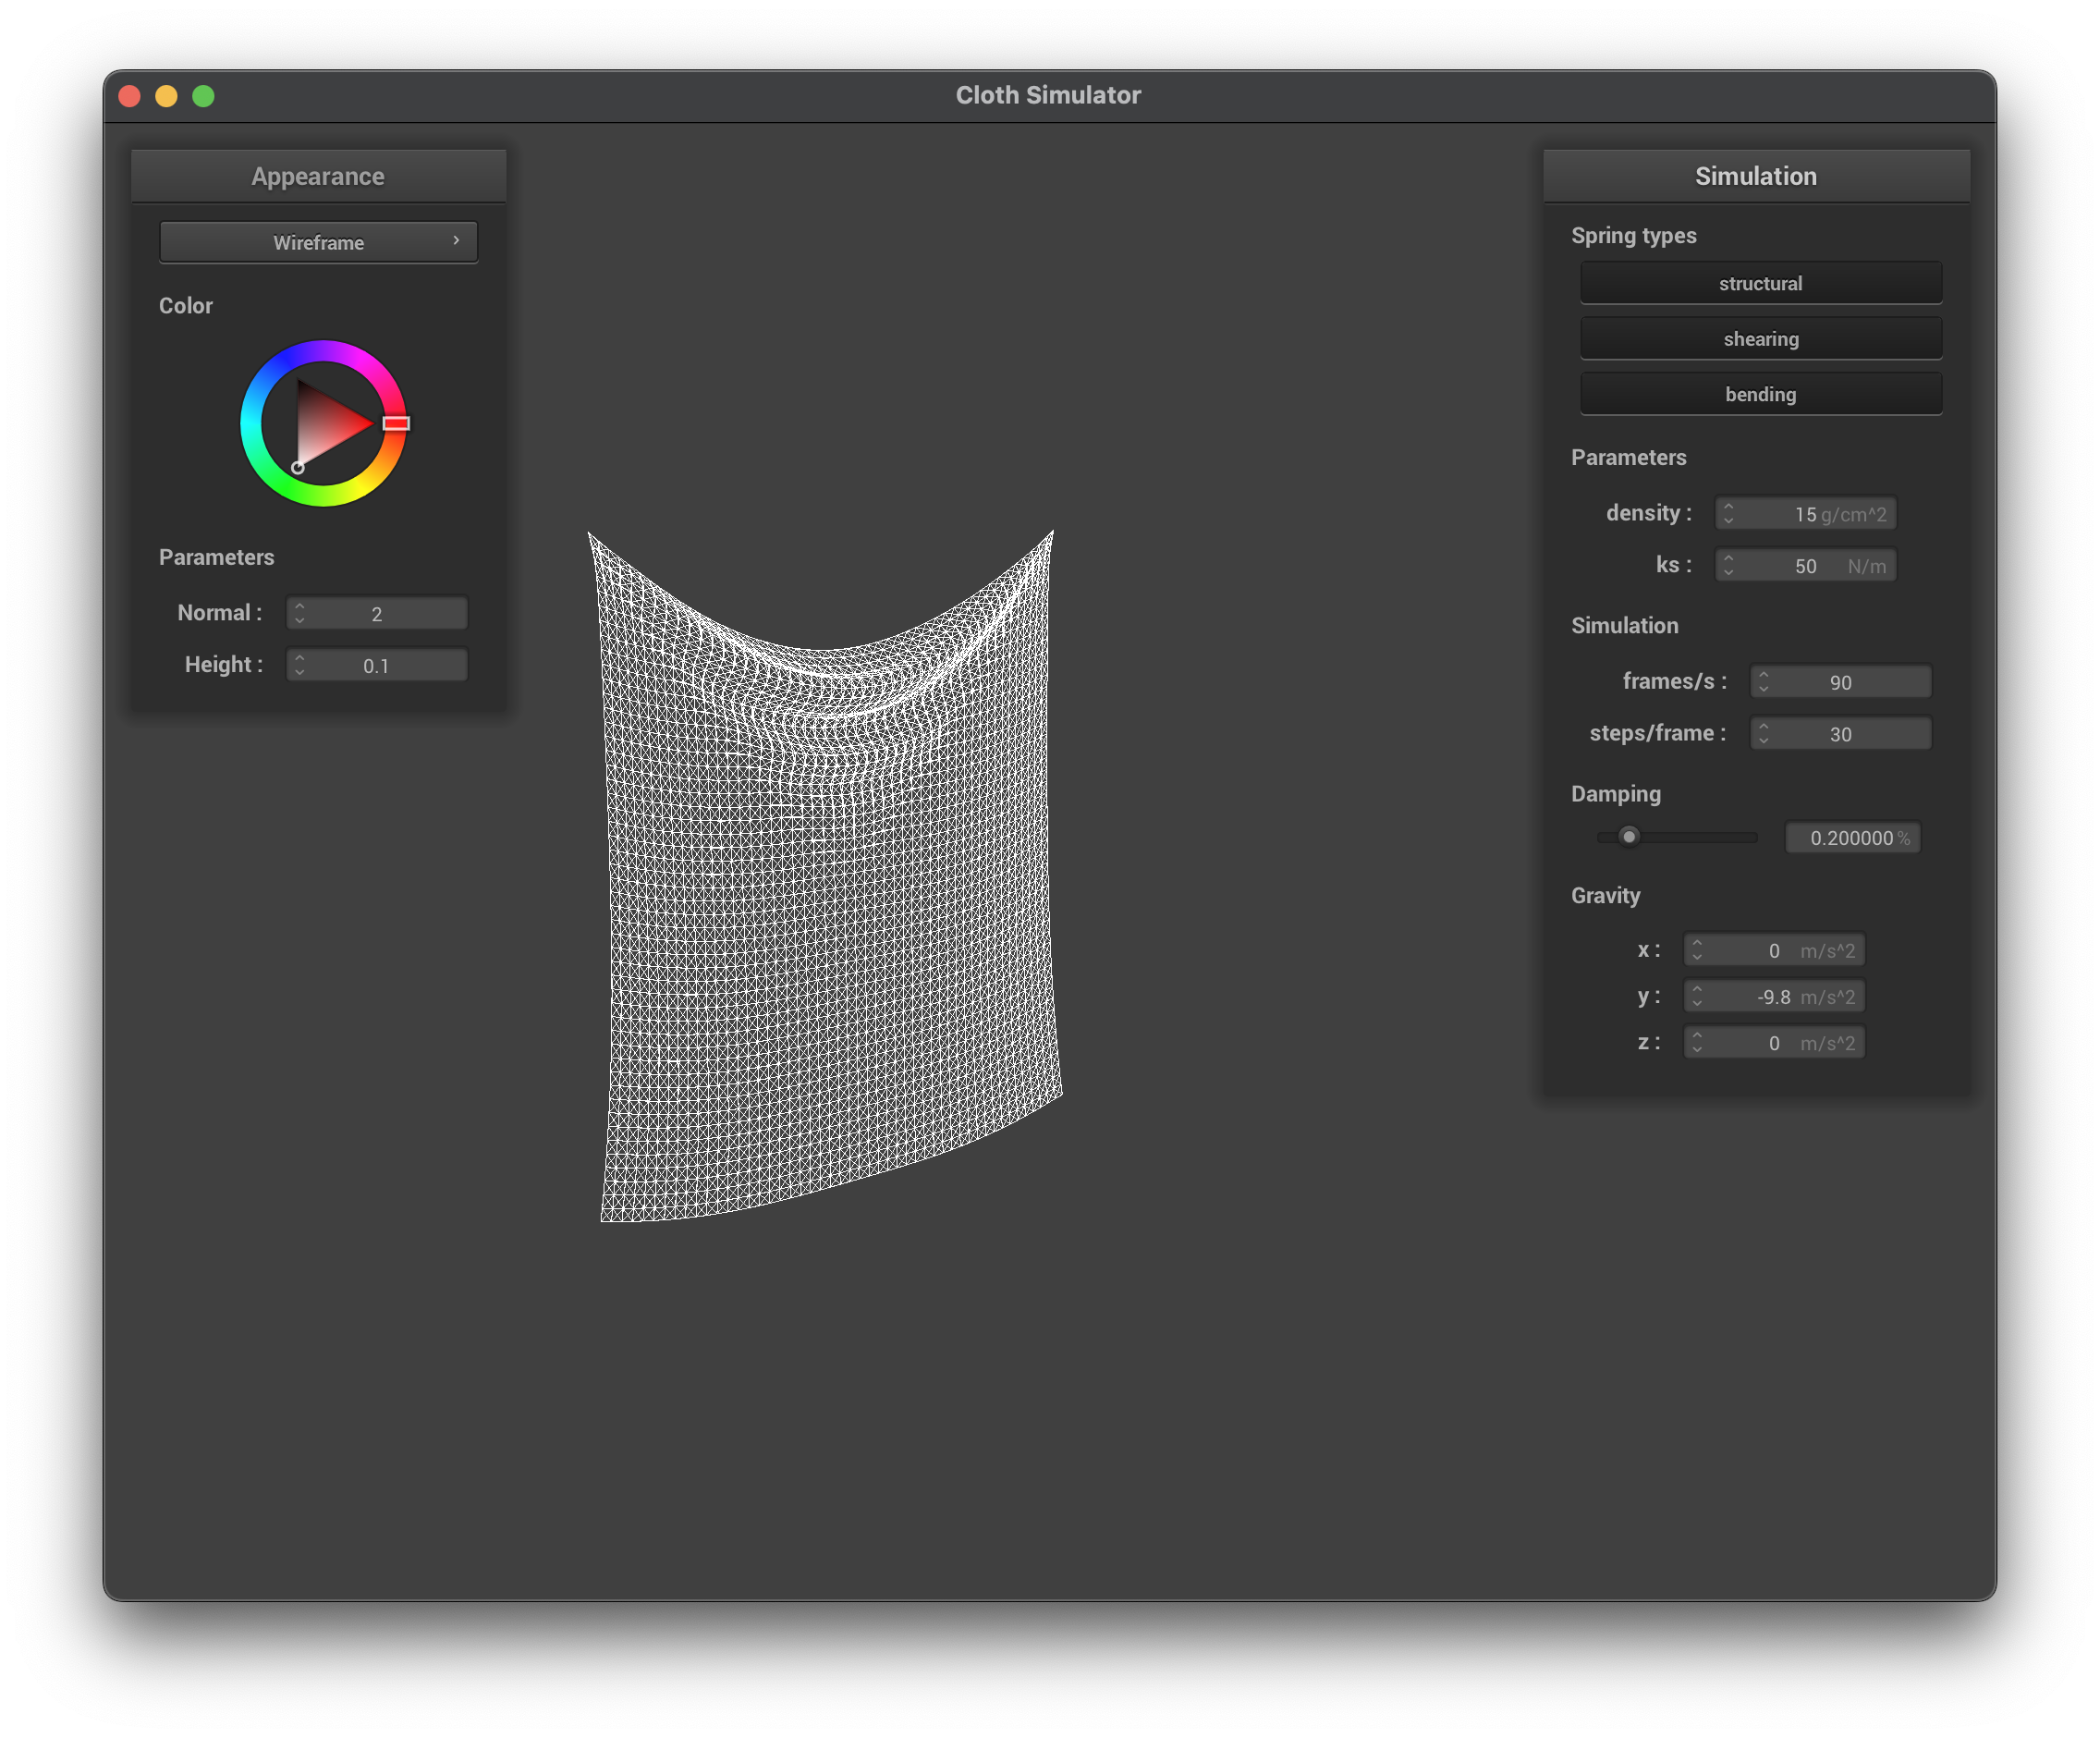 Cloth Simulator
Appearance
Wireframe
Color
Parameters
Normal : 2
Height : 0.1
Simulation
Spring types
structural
shearing
bending
Parameters
density : 15 g/cm^2
ks : 50 N/m
Simulation
frames/s : 90
steps/frame : 30
Damping
0.200000 %
Gravity
x : 0 m/s^2
y : -9.8 m/s^2
z : 0 m/s^2